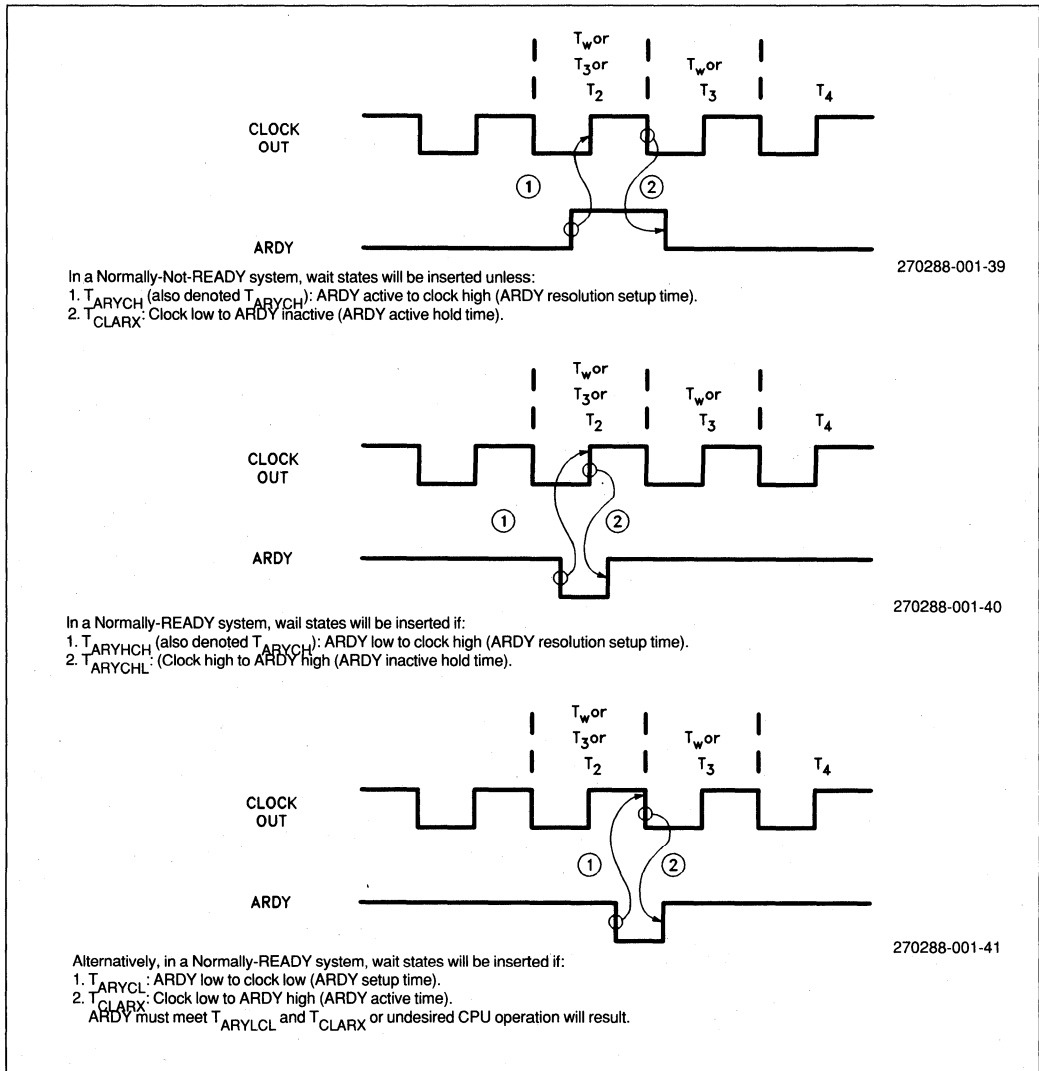 Tw or
T3 or Tw or
T2 T3 T4
CLOCK
OUT
1 2
ARDY
270288-001-39
In a Normally-Not-READY system, wait states will be inserted unless:
1. TARYCH (also denoted TARYCH): ARDY active to clock high (ARDY resolution setup time).
2. TCLARX: Clock low to ARDY inactive (ARDY active hold time).
Tw or
T3 or Tw or
T2 T3 T4
CLOCK
OUT
1 2
ARDY
270288-001-40
In a Normally-READY system, wail states will be inserted if:
1. TARYHCH (also denoted TARYCH): ARDY low to clock high (ARDY resolution setup time).
2. TARYCHL: (Clock high to ARDY high (ARDY inactive hold time).
Tw or
T3 or Tw or
T2 T3 T4
CLOCK
OUT
1 2
ARDY
270288-001-41
Alternatively, in a Normally-READY system, wait states will be inserted if:
1. TARYCL: ARDY low to clock low (ARDY setup time).
2. TCLARX: Clock low to ARDY high (ARDY active time).
ARDY must meet TARYLCL and TCLARX or undesired CPU operation will result.